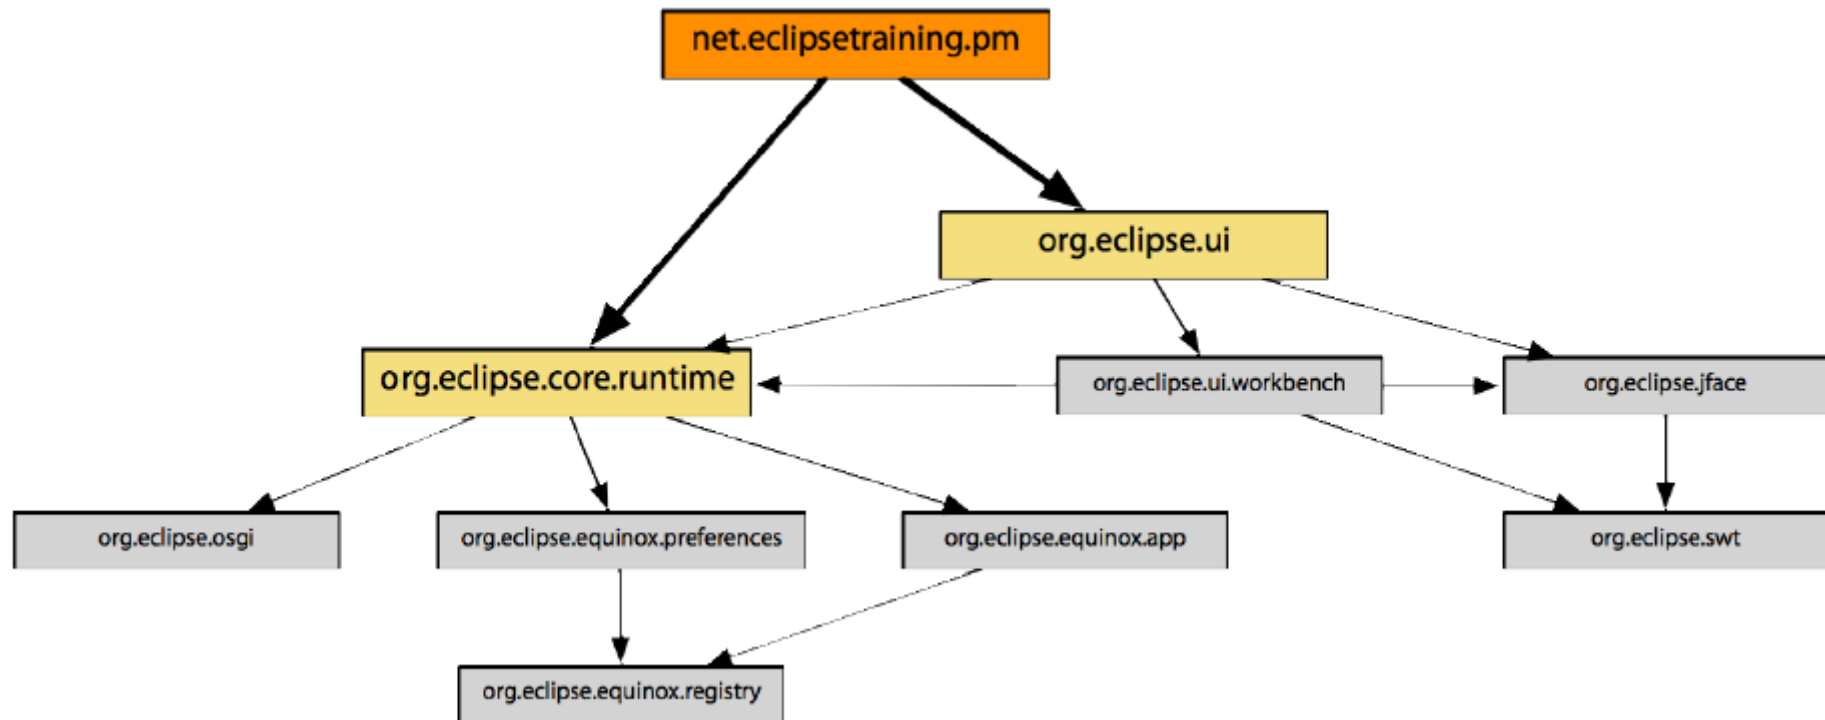 net.eclipsetraining.pm
org.eclipse.ui
org.eclipse.core.runtime
org.eclipse.ui.workbench
org.eclipse.jface
org.eclipse.osgi
org.eclipse.equinox.preferences
org.eclipse.equinox.app
org.eclipse.swt
org.eclipse.equinox.registry